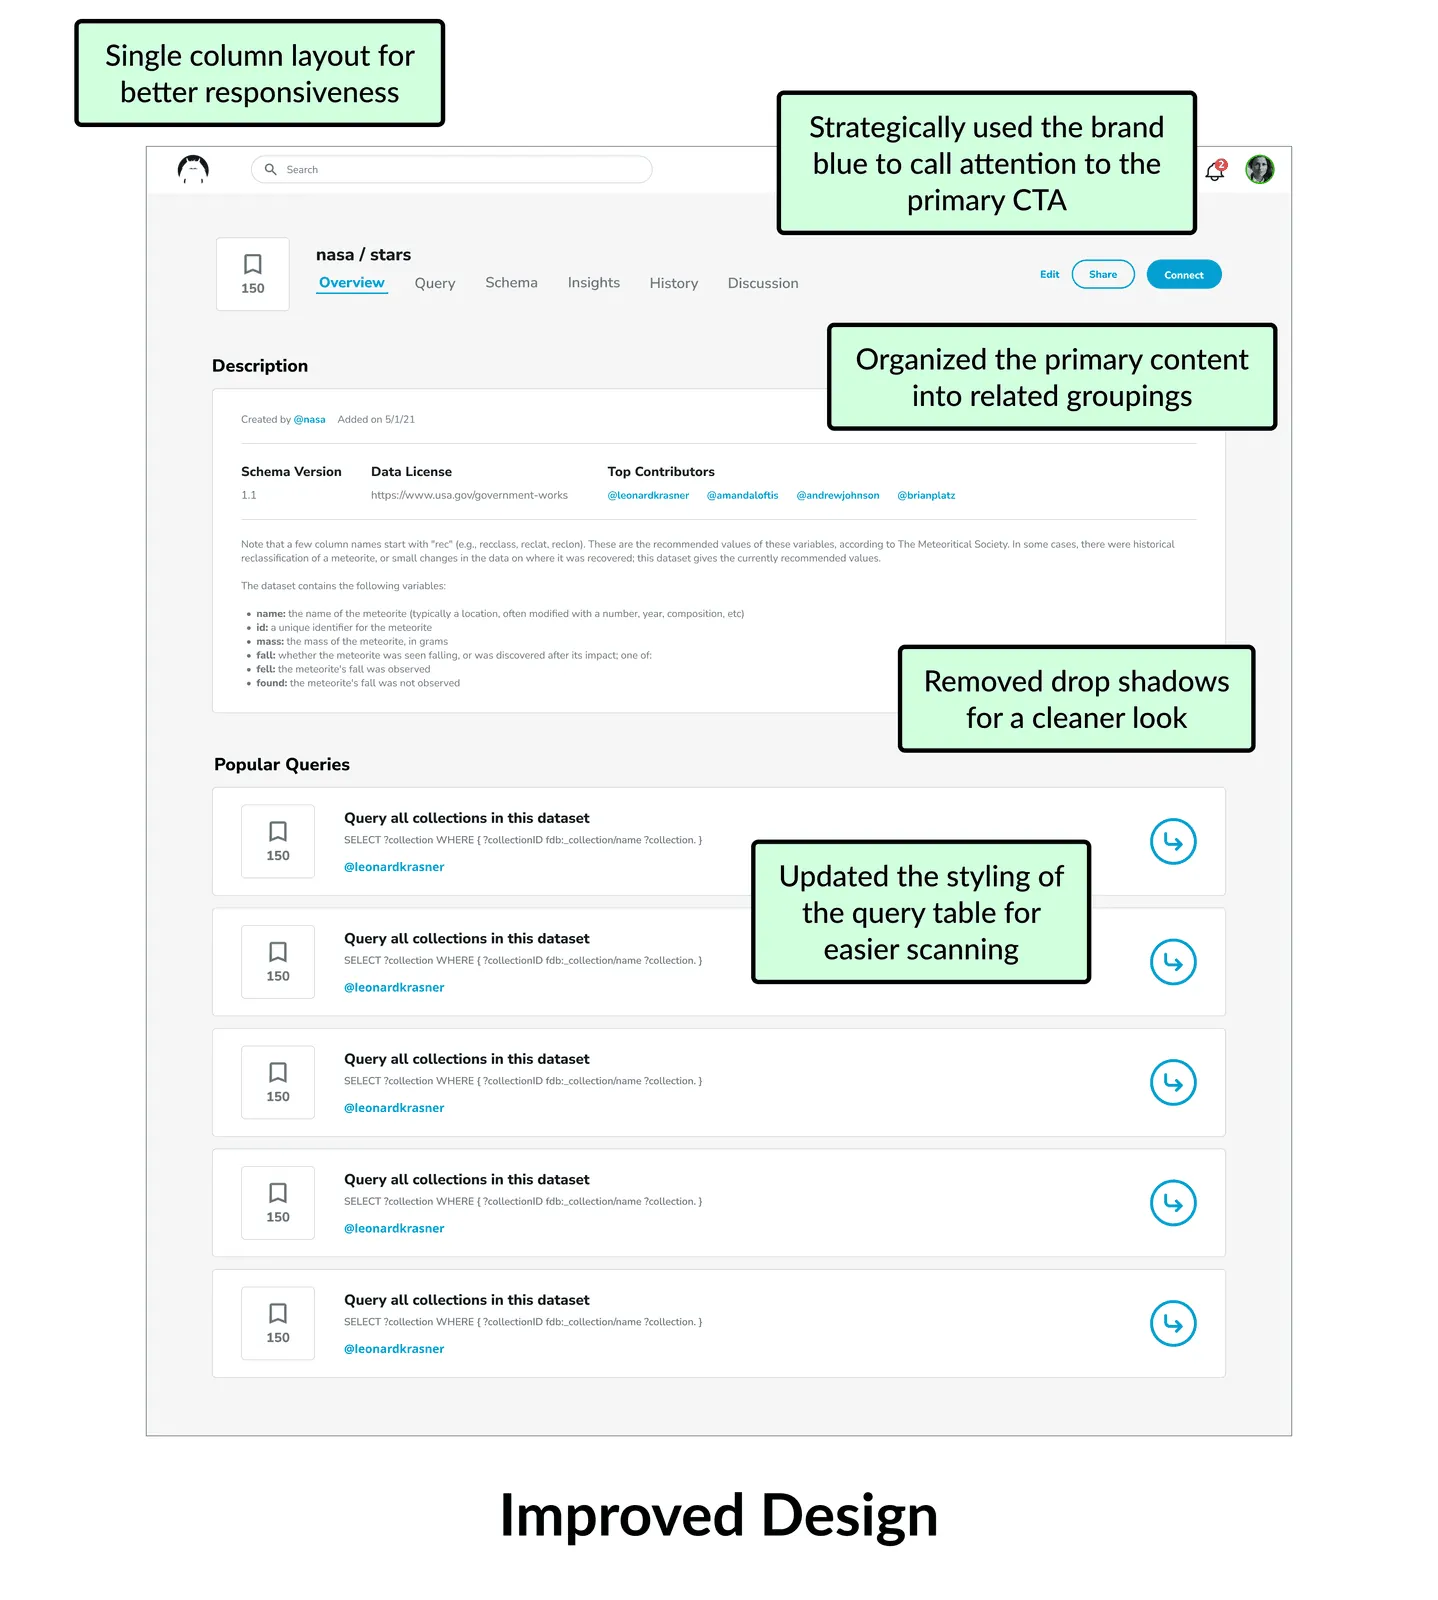 Single column layout for
better responsiveness
Strategically used the brand
blue to call attention to the
primary CTA
Search
2
150
nasa / stars
Overview Query Schema Insights History Discussion
Edit Share Connect
Organized the primary content
into related groupings
Description
Created by @nasa Added on 5/1/21
Schema Version Data License Top Contributors
1.1 https://www.usa.gov/government-works @leonardkrasner @amandaloftis @andrewjohnson @brianplatz
Note that a few column names start with "rec" (e.g., recclass, reclat, reclon). These are the recommended values of these variables, according to The Meteoritical Society. In some cases, there were historical
reclassification of a meteorite, or small changes in the data on where it was recovered; this dataset gives the currently recommended values.
The dataset contains the following variables:
• name: the name of the meteorite (typically a location, often modified with a number, year, composition, etc)
• id: a unique identifier for the meteorite
• mass: the mass of the meteorite, in grams
• fall: whether the meteorite was seen falling, or was discovered after its impact; one of:
• fell: the meteorite's fall was observed
• found: the meteorite's fall was not observed
Removed drop shadows
for a cleaner look
Popular Queries
150
Query all collections in this dataset
SELECT ?collection WHERE { ?collectionID fdb:_collection/name ?collection. }
@leonardkrasner
Updated the styling of
the query table for
easier scanning
150
Query all collections in this dataset
SELECT ?collection WHERE { ?collectionID fdb:_collection/name ?collection. }
@leonardkrasner
150
Query all collections in this dataset
SELECT ?collection WHERE { ?collectionID fdb:_collection/name ?collection. }
@leonardkrasner
150
Query all collections in this dataset
SELECT ?collection WHERE { ?collectionID fdb:_collection/name ?collection. }
@leonardkrasner
150
Query all collections in this dataset
SELECT ?collection WHERE { ?collectionID fdb:_collection/name ?collection. }
@leonardkrasner
Improved Design